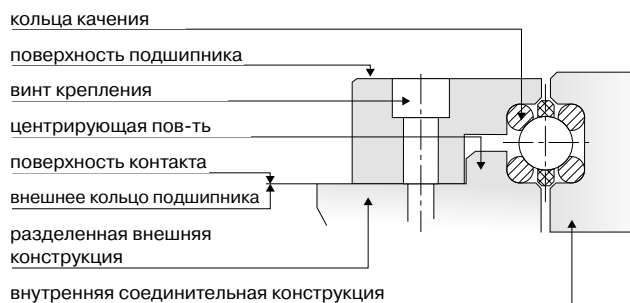 кольца качения
поверхность подшипника
винт крепления
центрирующая пов-ть
поверхность контакта
внешнее кольцо подшипника
разделенная внешняя
конструкция
внутренняя соединительная конструкция